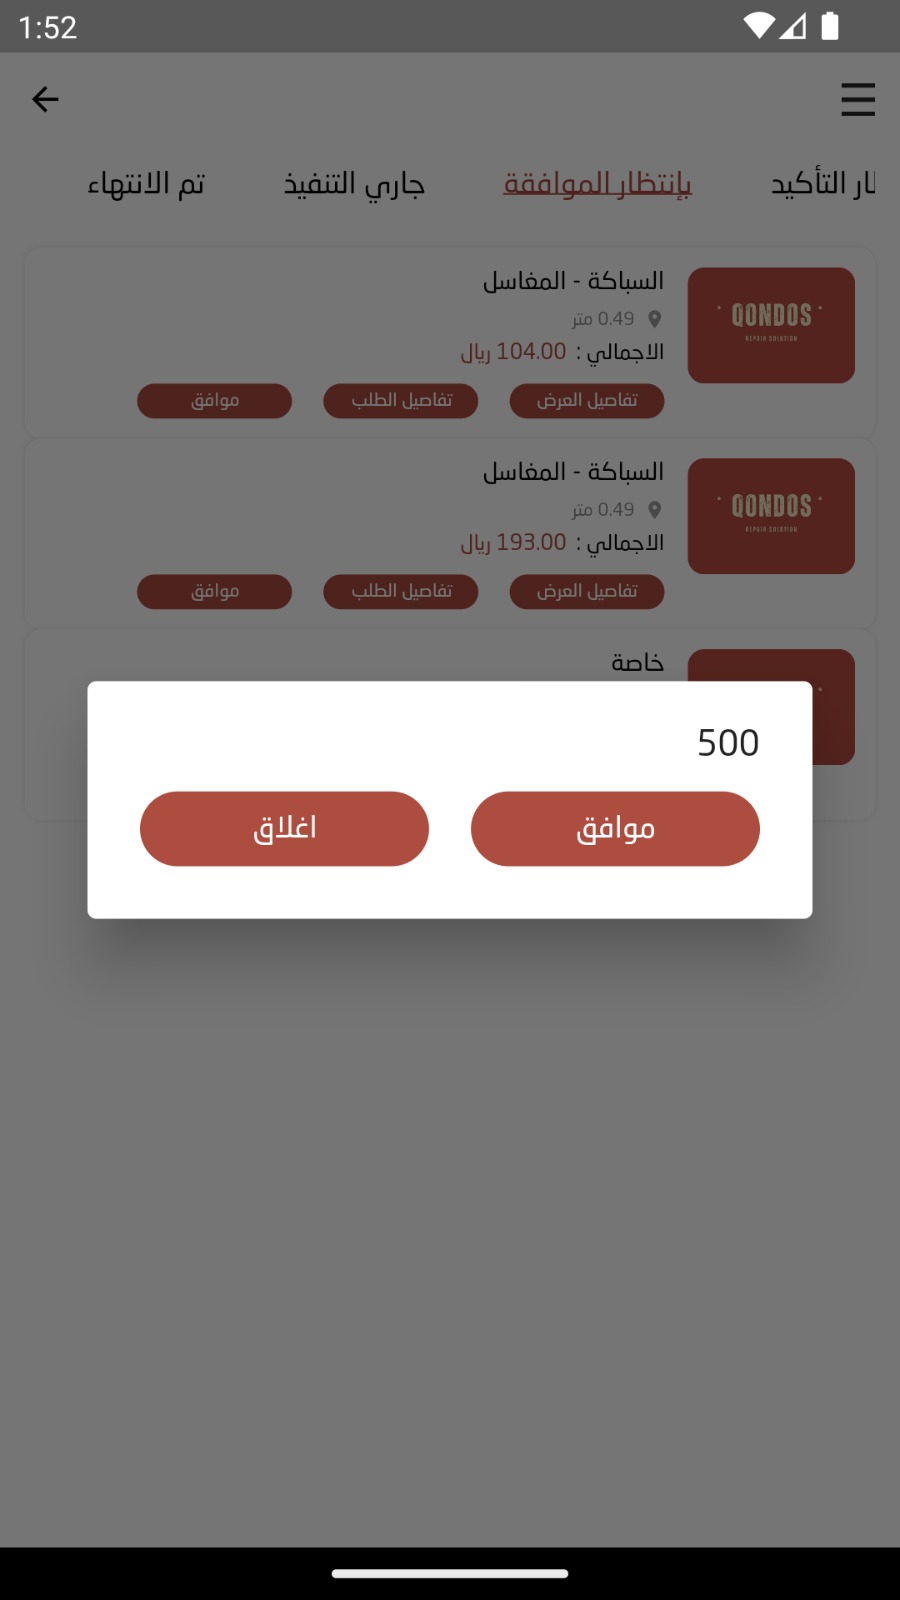 1:52
ار التأكيد
بإنتظار الموافقة
جاري التنفيذ
تم الانتهاء
QONDOS
REPAIR SOLUTION
السباكة - المغاسل
0.49 متر
الاجمالي : 104.00 ريال
تفاصيل العرض
تفاصيل الطلب
موافق
QONDOS
REPAIR SOLUTION
السباكة - المغاسل
0.49 متر
الاجمالي : 193.00 ريال
تفاصيل العرض
تفاصيل الطلب
موافق
خاصة
500
موافق
اغلاق